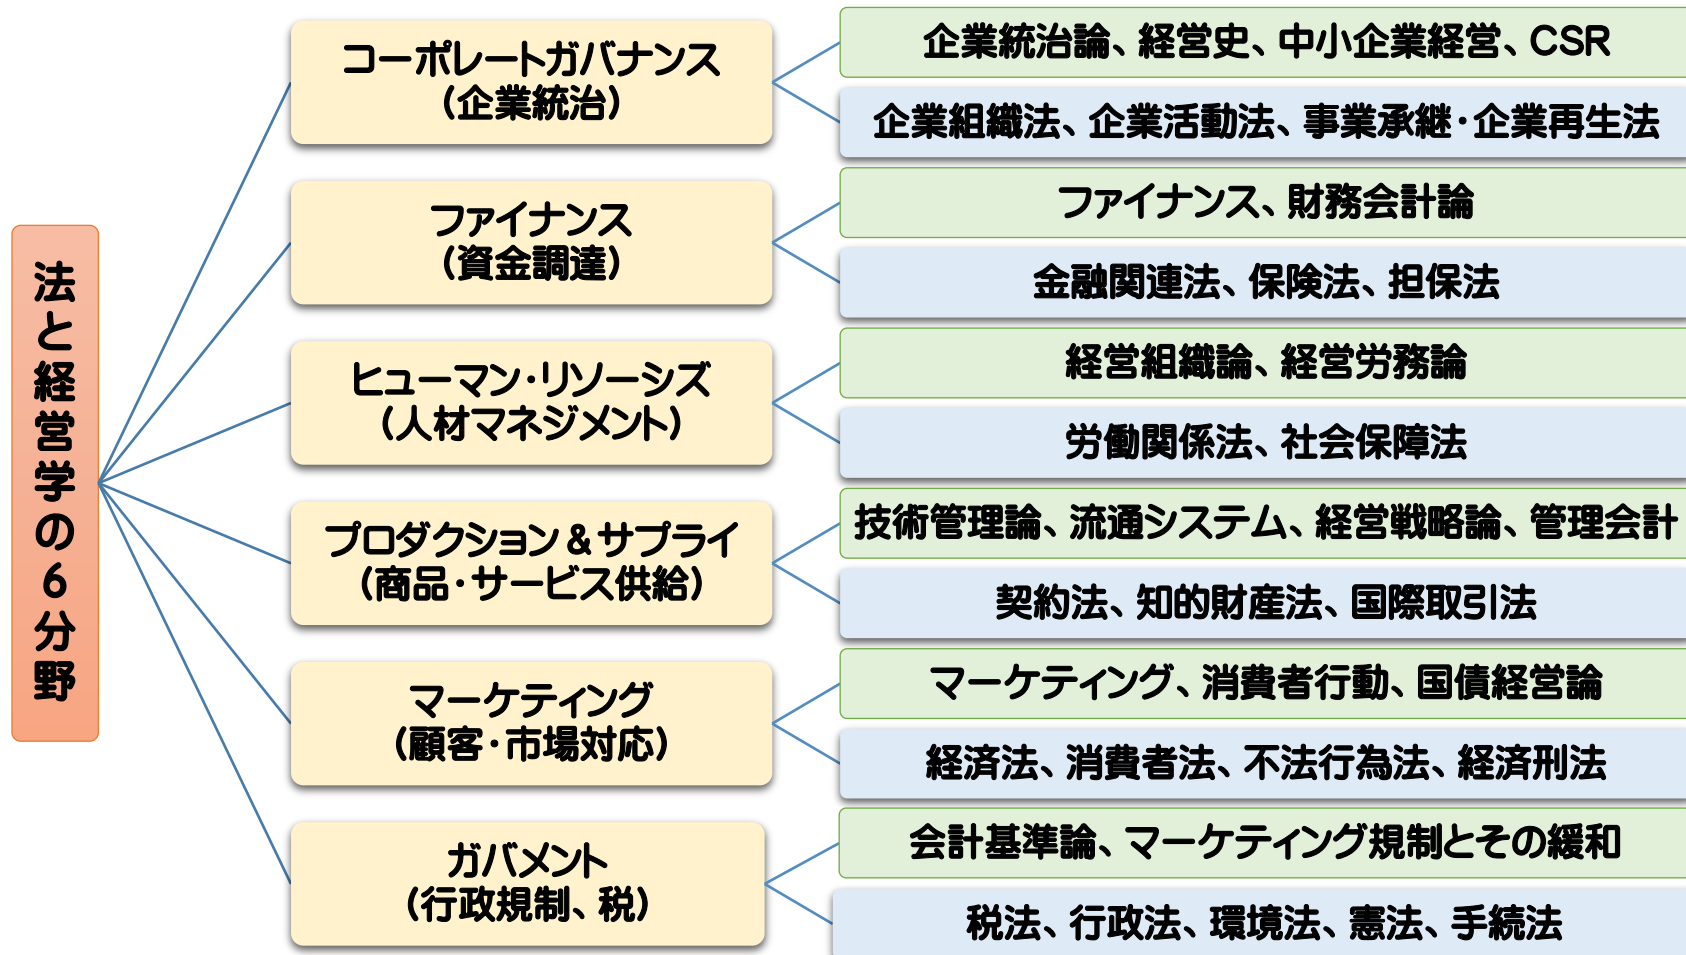 法と経営学の6分野
コーポレートガバナンス
(企業統治)
企業統治論、経営史、中小企業経営、CSR
企業組織法、企業活動法、事業承継・企業再生法
ファイナンス
(資金調達)
ファイナンス、財務会計論
金融関連法、保険法、担保法
ヒューマン・リソーシズ
(人材マネジメント)
経営組織論、経営労務論
労働関係法、社会保障法
プロダクション&サプライ
(商品・サービス供給)
技術管理論、流通システム、経営戦略論、管理会計
契約法、知的財産法、国際取引法
マーケティング
(顧客・市場対応)
マーケティング、消費者行動、国債経営論
経済法、消費者法、不法行為法、経済刑法
ガバメント
(行政規制、税)
会計基準論、マーケティング規制とその緩和
税法、行政法、環境法、憲法、手続法